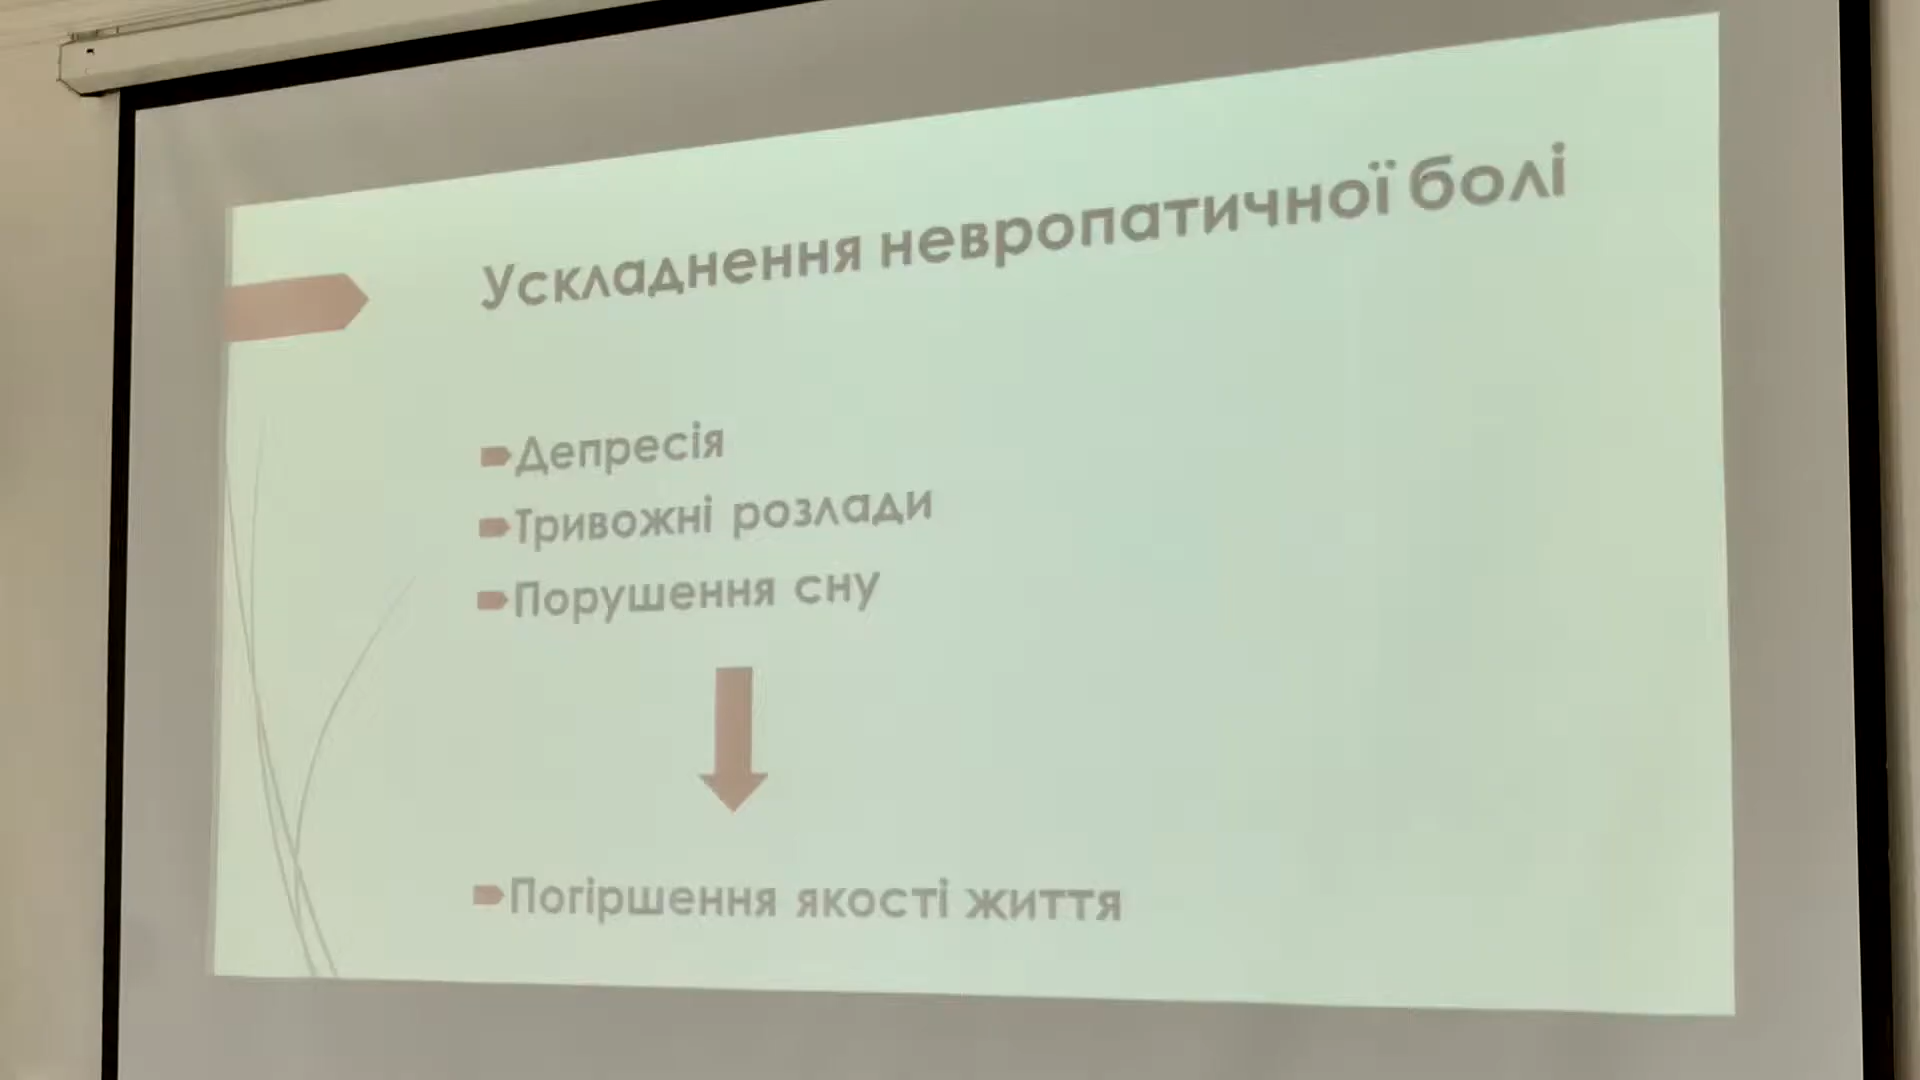 Ускладнення невропатичної болі
Депресія
Тривожні розлади
Порушення сну
Погіршення якості життя